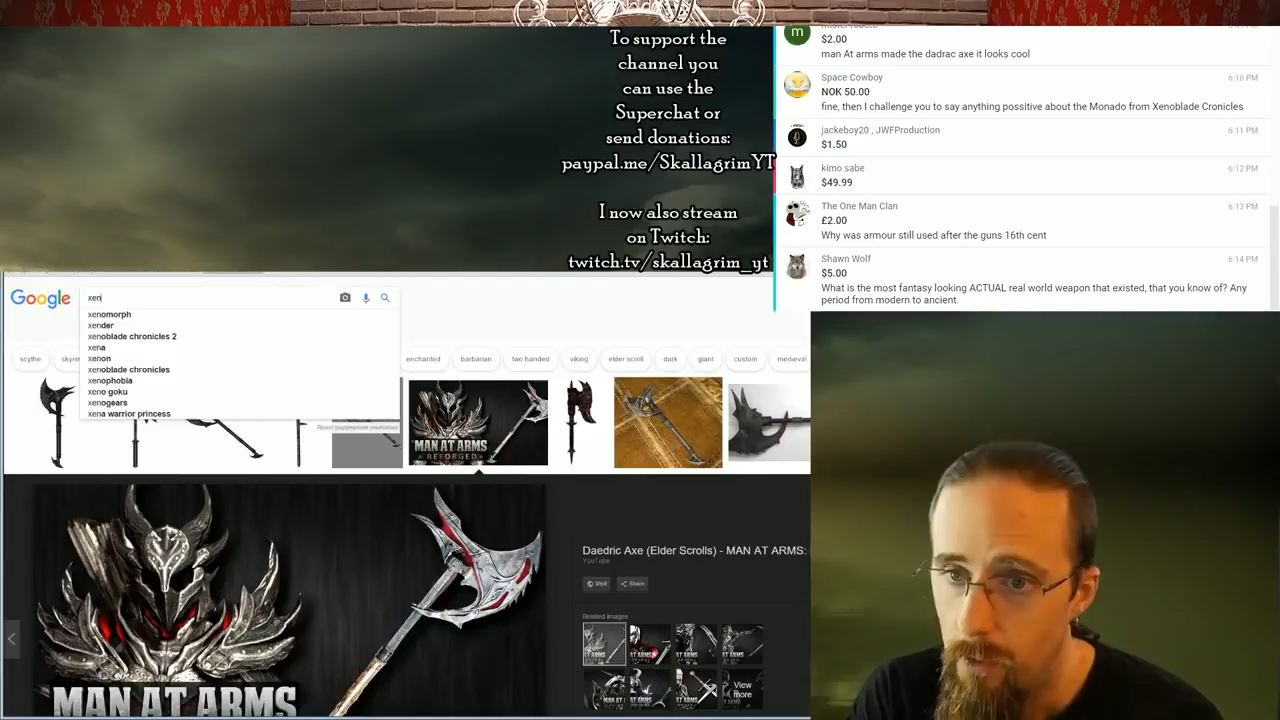 To support the
channel you
can use the
Superchat or
send donations:
paypal.me/SkallagrimYT
I now also stream
on Twitch:
twitch.tv/skallagrim_yt
m
$2.00
man At arms made the dadrac axe it looks cool
Space Cowboy
6:10 PM
NOK 50.00
fine, then I challenge you to say anything possitive about the Monado from Xenoblade Cronicles
jackeboy20 , JWFProduction
6:11 PM
$1.50
kimo sabe
6:12 PM
$49.99
The One Man Clan
6:13 PM
£2.00
Why was armour still used after the guns 16th cent
Shawn Wolf
6:14 PM
$5.00
What is the most fantasy looking ACTUAL real world weapon that existed, that you know of? Any
period from modern to ancient.
Google
xen
xenomorph
xender
xenoblade chronicles 2
xena
xenon
xenoblade chronicles
xenophobia
xeno goku
xenogears
xena warrior princess
Report inappropriate predictions
scythe
enchanted
barbarian
two handed
viking
elder scroll
dark
giant
custom
medieval
MAN AT ARMS
REFORGED
MAN AT ARMS
Daedric Axe (Elder Scrolls) - MAN AT ARMS:
YouTube
Visit
Share
Related images
View
more